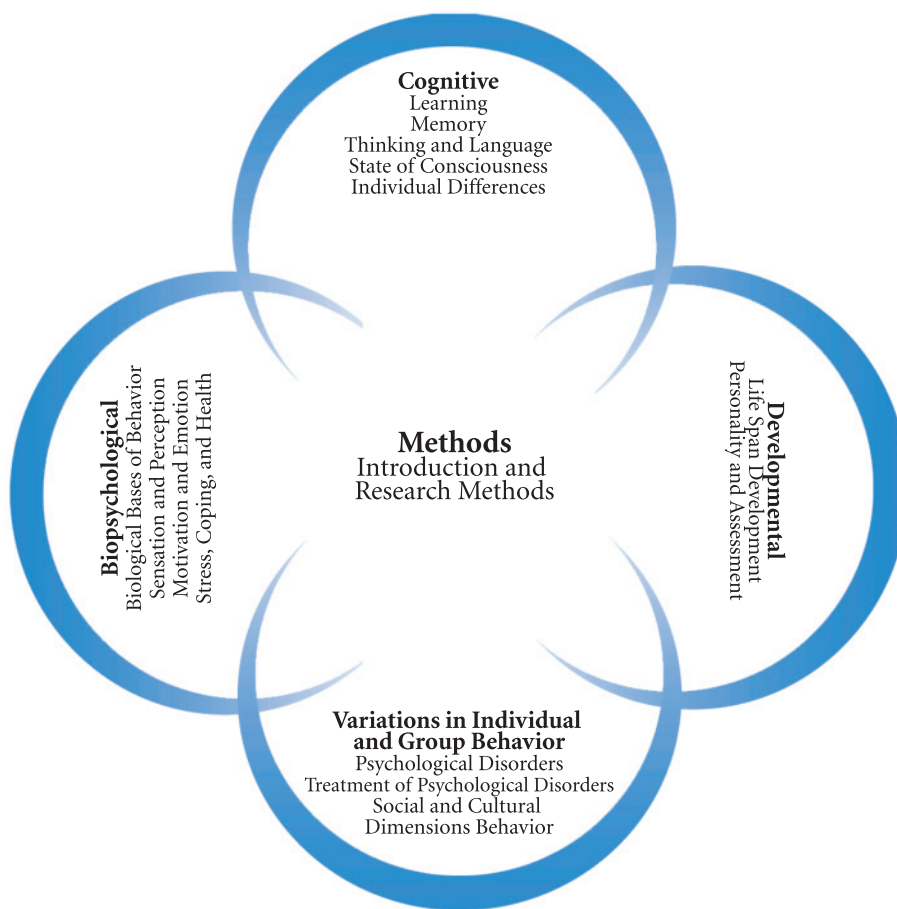 Cognitive
Learning
Memory
Thinking and Language
State of Consciousness
Individual Differences
Biopsychological
Biological Bases of Behavior
Sensation and Perception
Motivation and Emotion
Stress, Coping, and Health
Methods
Introduction and
Research Methods
Developmental
Life Span Development
Personality and Assessment
Variations in Individual
and Group Behavior
Psychological Disorders
Treatment of Psychological Disorders
Social and Cultural
Dimensions Behavior